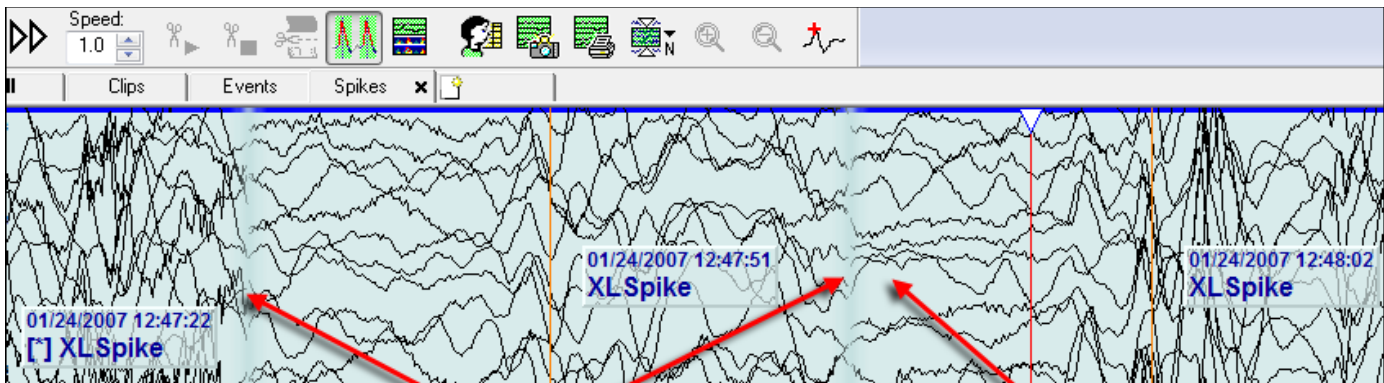 Speed:
1.0
N
Clips
Events
Spikes
01/24/2007 12:47:51
XLSpike
01/24/2007 12:48:02
XLSpike
01/24/2007 12:47:22
[*] XLSpike